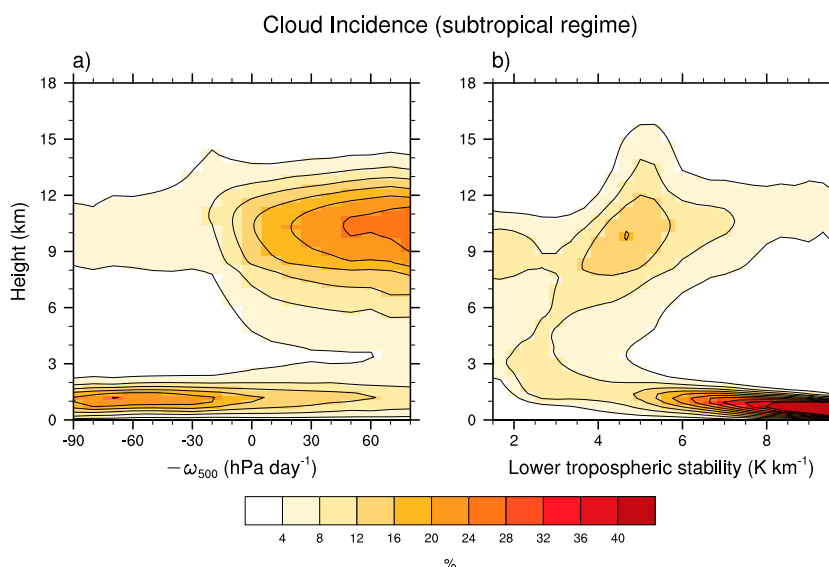 Cloud Incidence (subtropical regime)
a)
b)
18
15
12
9
6
3
0
Height (km)
-90 -60 -30 0 30 60
−ω500 (hPa day-1)
18
15
12
9
6
3
0
2 4 6 8
Lower tropospheric stability (K km-1)
4 8 12 16 20 24 28 32 36 40
%